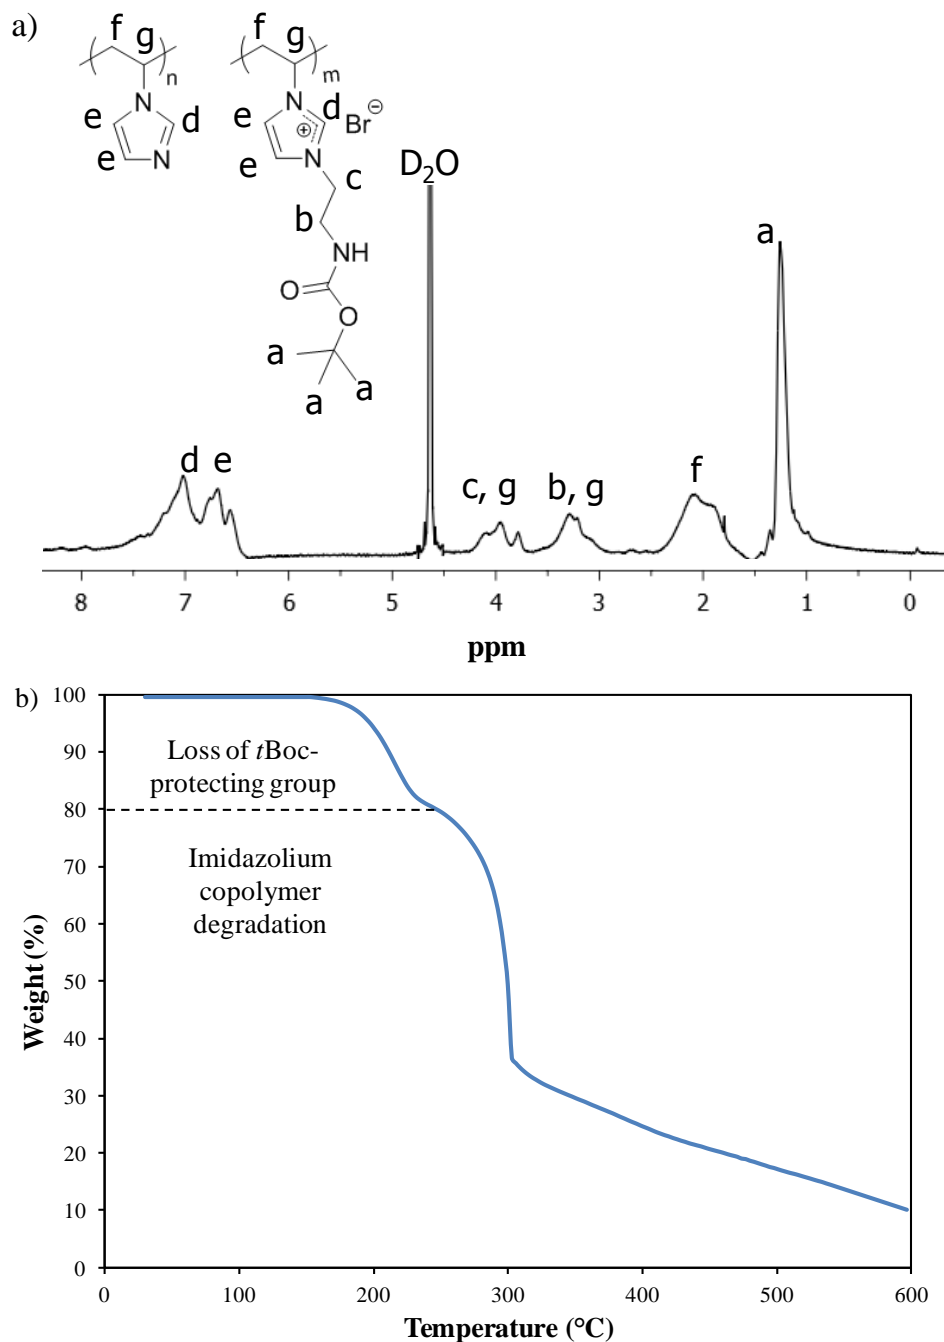 a)
f
g
n
N
e
d
e
N
f
g
m
N
d
e
⊕
Br⊖
e
N
c
b
NH
O
O
a
a
a
D2O
a
d e
c, g
b, g
f
8 7 6 5 4 3 2 1 0
ppm
b)
100
90
80
70
60
50
40
30
20
10
0
Loss of tBoc-
protecting group
Imidazolium
copolymer
degradation
Weight (%)
0 100 200 300 400 500 600
Temperature (°C)